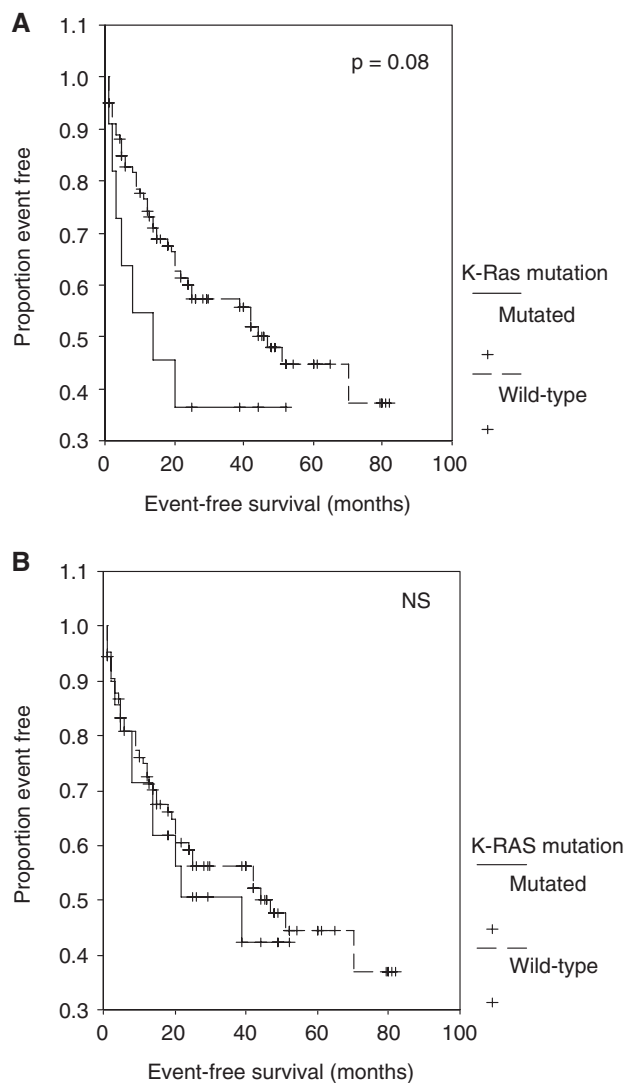 A
1.1
1.0
0.9
0.8
0.7
0.6
0.5
0.4
0.3
Proportion event free
p = 0.08
0 20 40 60 80 100
Event-free survival (months)
K-Ras mutation
Mutated
Wild-type
B
1.1
1.0
0.9
0.8
0.7
0.6
0.5
0.4
0.3
Proportion event free
NS
0 20 40 60 80 100
Event-free survival (months)
K-RAS mutation
Mutated
Wild-type